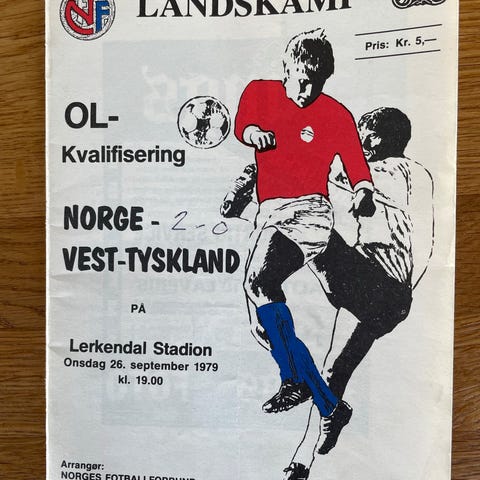 LANDSKAMP
NF
Pris: Kr. 5,—
OL-
Kvalifisering
NORGE - 2-0
VEST-TYSKLAND
PÅ
Lerkendal Stadion
Onsdag 26. september 1979
kl. 19.00
Arrangør:
NORGES FOTBALLFORBUND